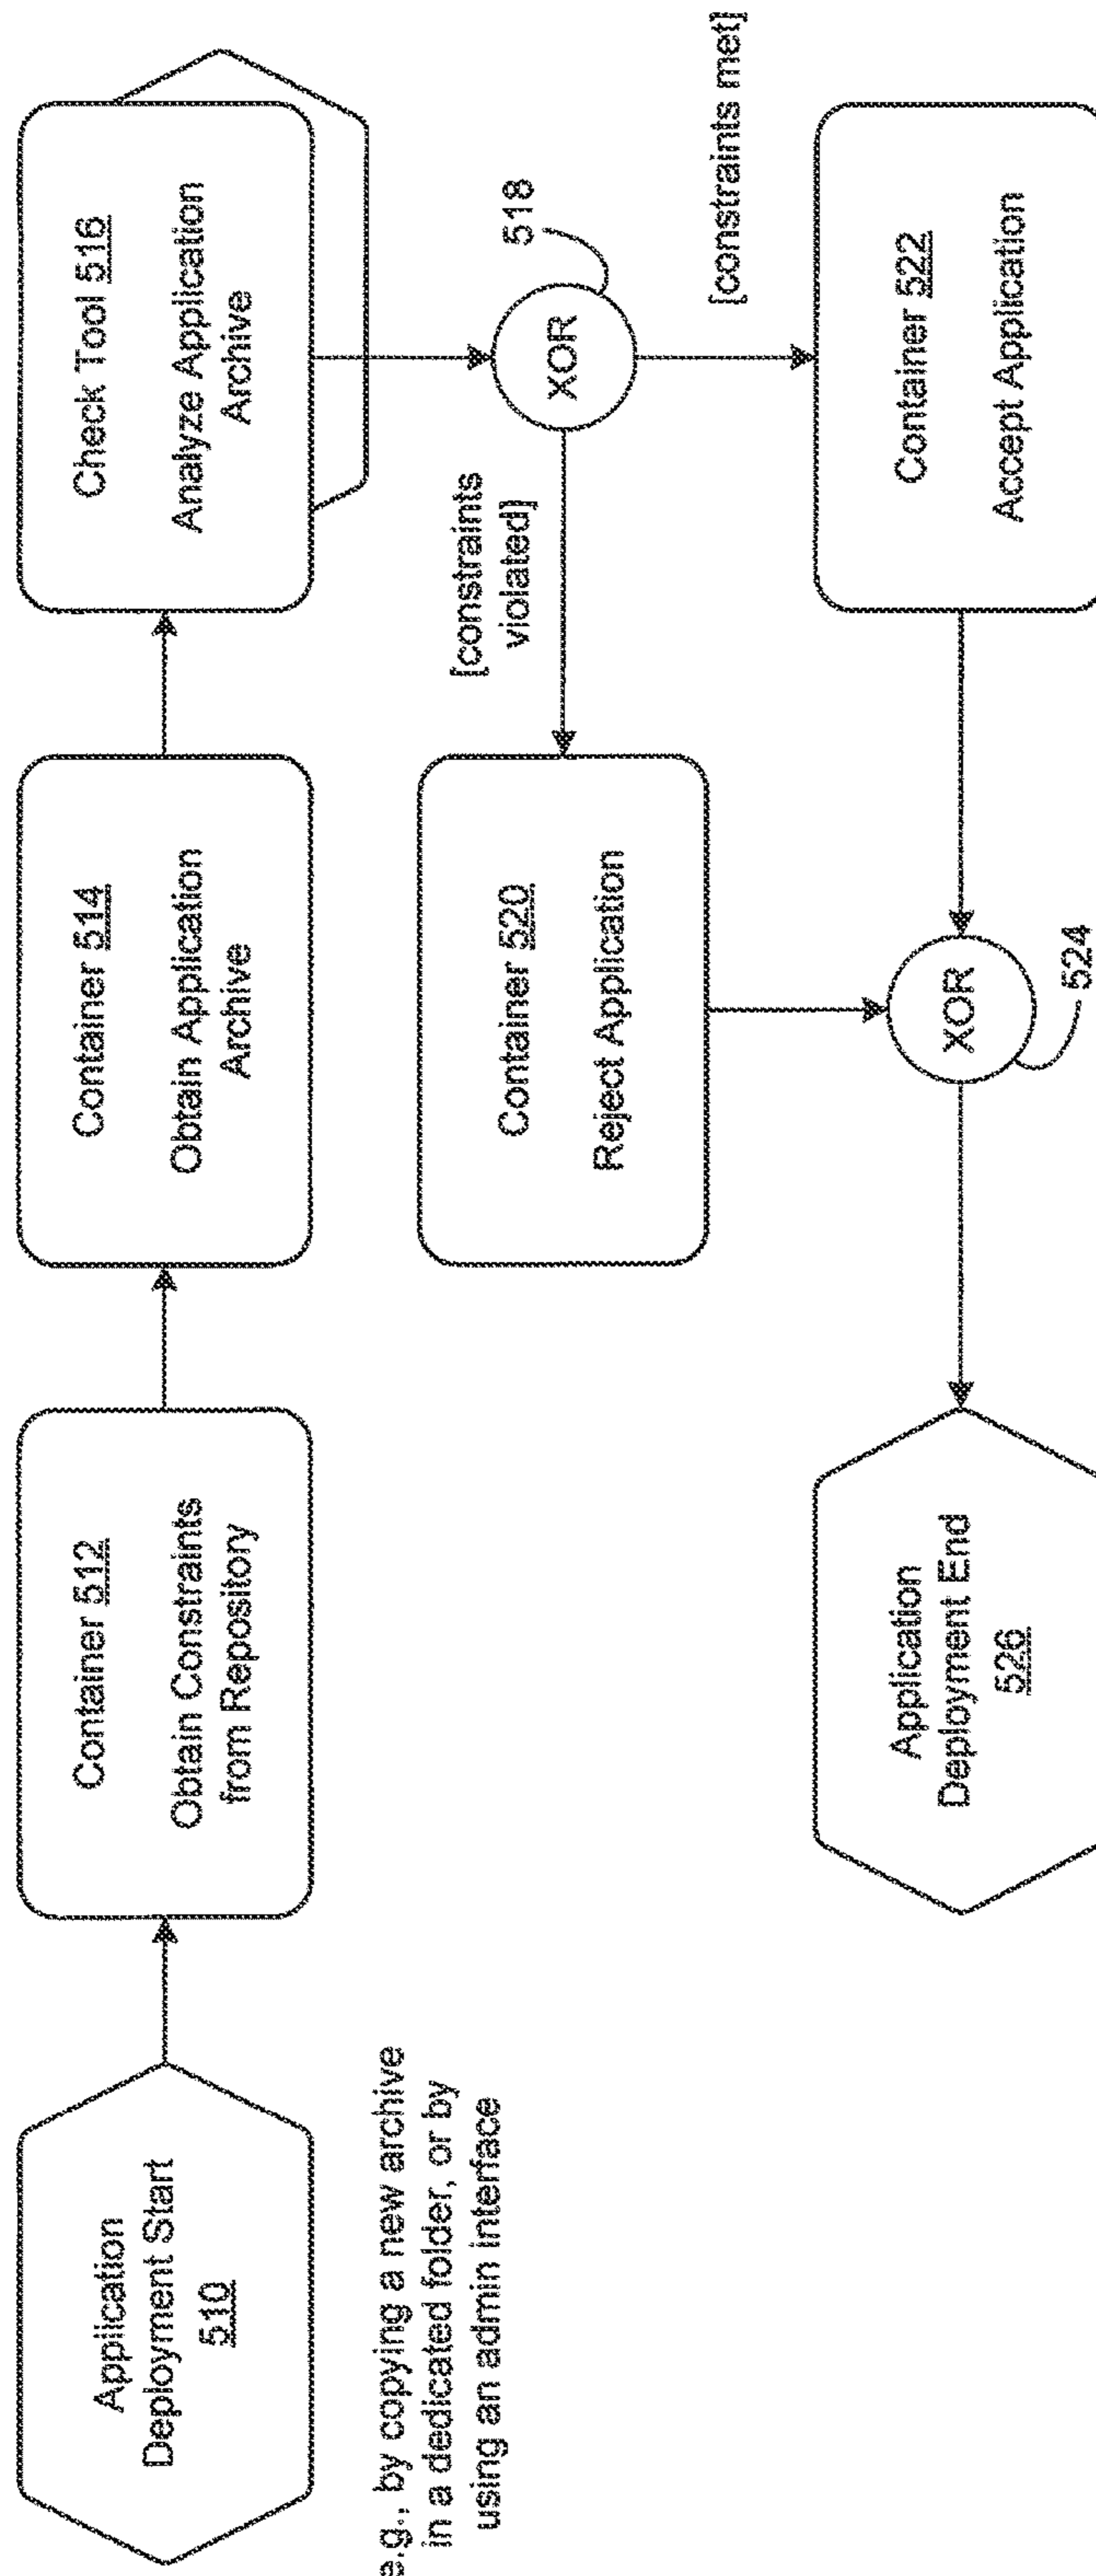 Application
Deployment Start
510
e.g., by copying a new archive
in a dedicated folder, or by
using an admin interface
Container 512
Obtain Constraints
from Repository
Container 514
Obtain Application
Archive
Check Tool 516
Analyze Application
Archive
XOR
518
[constraints
violated]
[constraints met]
Container 520
Reject Application
Container 522
Accept Application
XOR
524
Application
Deployment End
526